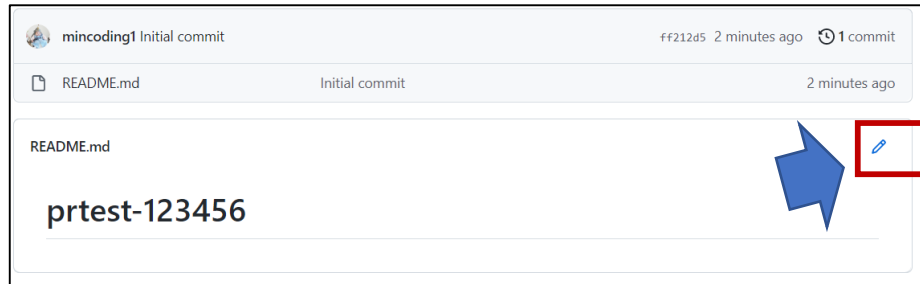 mincoding1 Initial commit ff212d5 2 minutes ago 1 commit
README.md Initial commit 2 minutes ago
README.md
prtest-123456